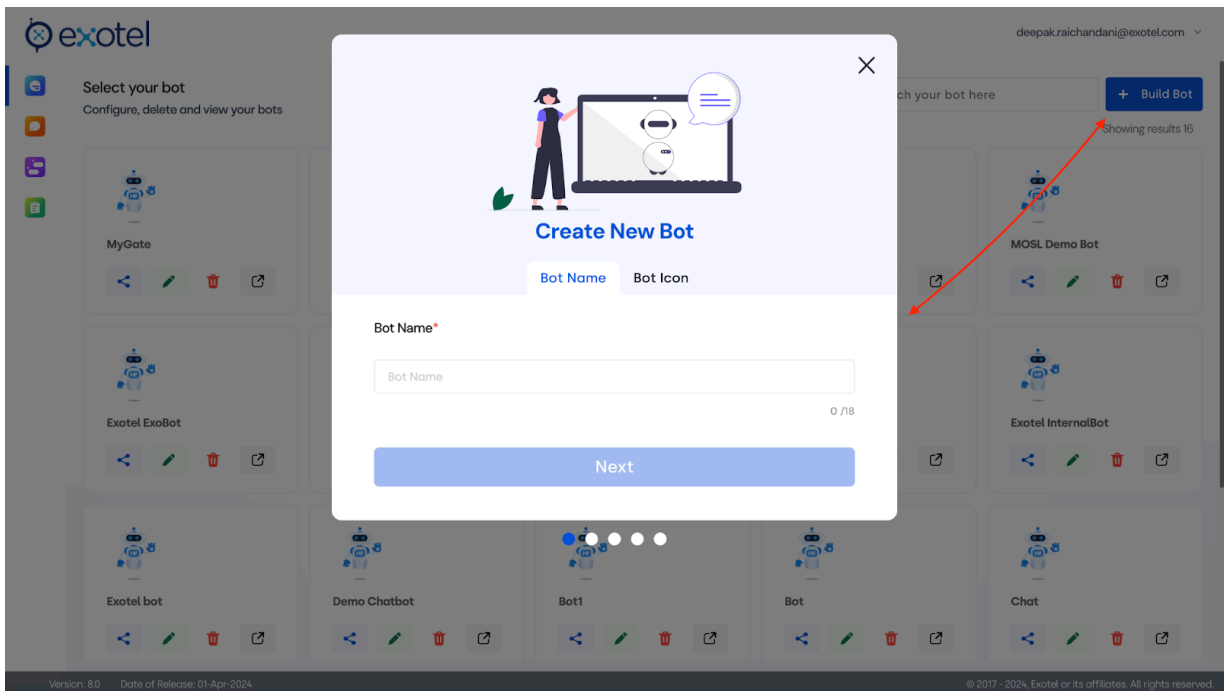 exotel
deepak.raichandani@exotel.com
Select your bot
Configure, delete and view your bots
ch your bot here
+ Build Bot
Showing results 16
Create New Bot
Bot Name
Bot Icon
Bot Name*
Bot Name
0 /18
Next
MyGate
MOSL Demo Bot
Exotel ExoBot
Exotel InternalBot
Exotel bot
Demo Chatbot
Bot1
Bot
Chat
Version: 8.0
Date of Release: 01-Apr-2024
© 2017 - 2024, Exotel or its affiliates. All rights reserved.